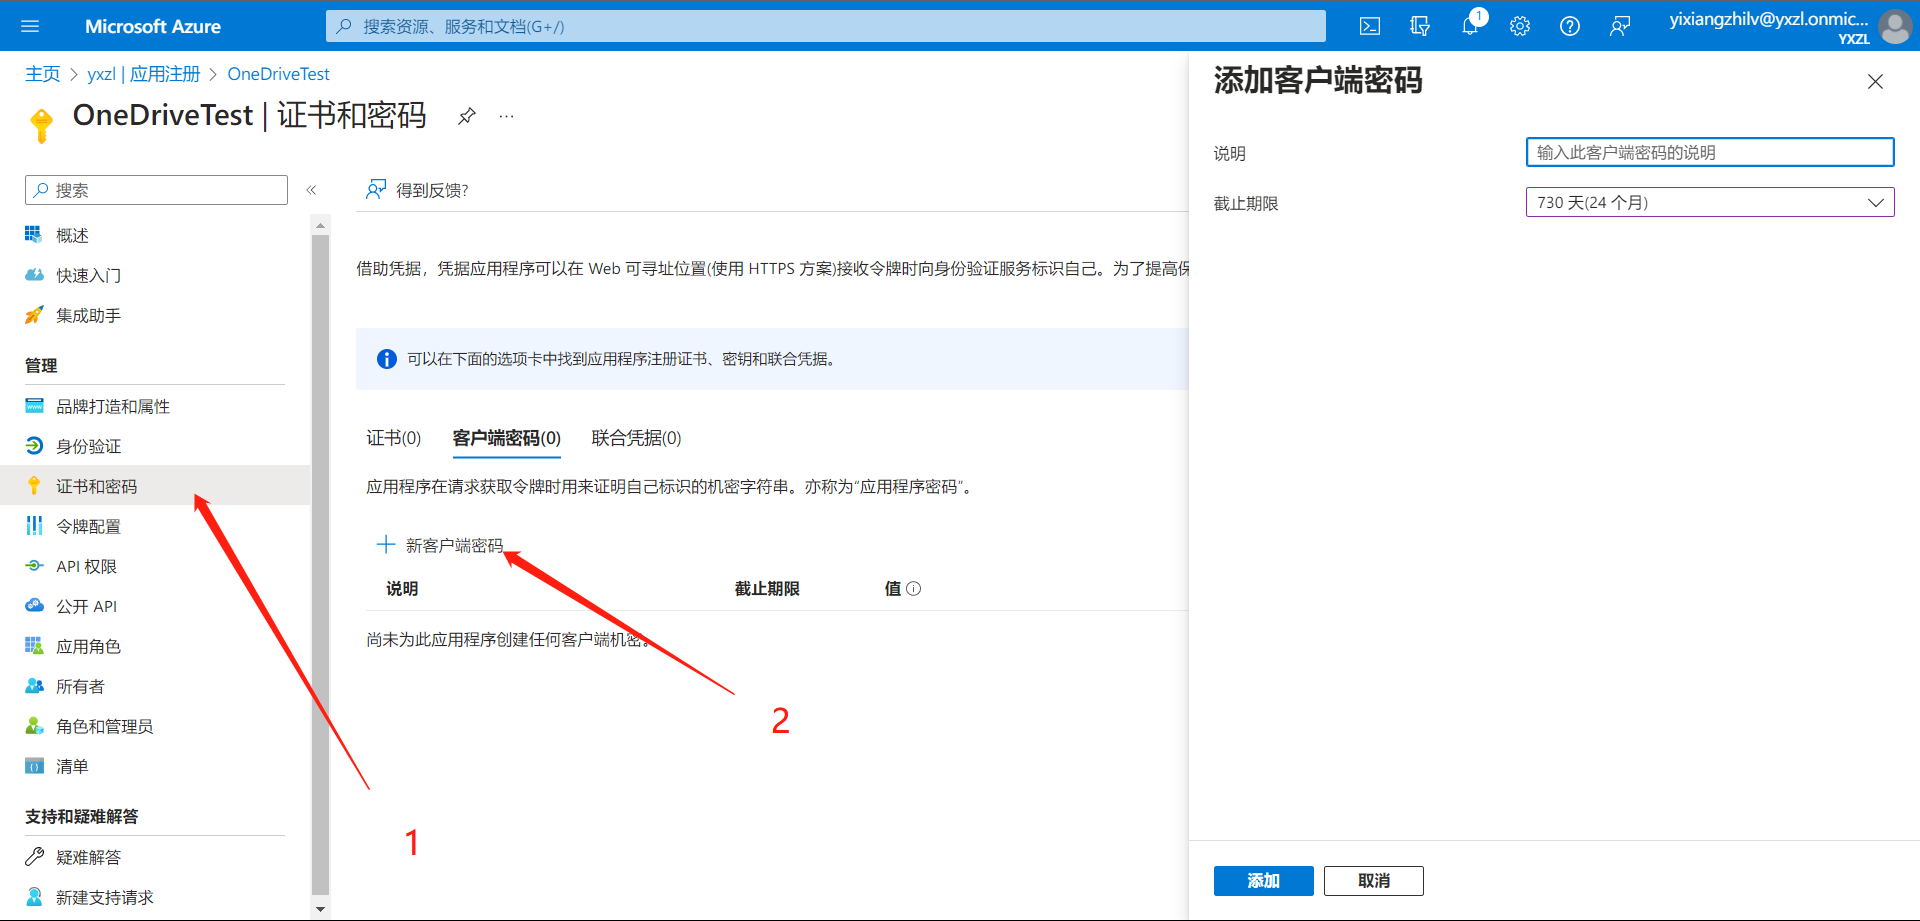 Microsoft Azure
搜索资源、服务和文档(G+/)
1
yixiangzhilv@yxzl.onmic...
YXZL
主页 > yxzl | 应用注册 > OneDriveTest
OneDriveTest | 证书和密码
...
搜索
«
概述
快速入门
集成助手
管理
品牌打造和属性
身份验证
证书和密码
令牌配置
API 权限
公开 API
应用角色
所有者
角色和管理员
清单
支持和疑难解答
疑难解答
新建支持请求
得到反馈?
借助凭据，凭据应用程序可以在 Web 可寻址位置(使用 HTTPS 方案)接收令牌时向身份验证服务标识自己。为了提高保
可以在下面的选项卡中找到应用程序注册证书、密钥和联合凭据。
证书(0) 客户端密码(0) 联合凭据(0)
应用程序在请求获取令牌时用来证明自己标识的机密字符串。亦称为“应用程序密码”。
新客户端密码
说明 截止期限 值
尚未为此应用程序创建任何客户端机密。
1
2
添加客户端密码
说明
输入此客户端密码的说明
截止期限
730 天(24 个月)
添加 取消